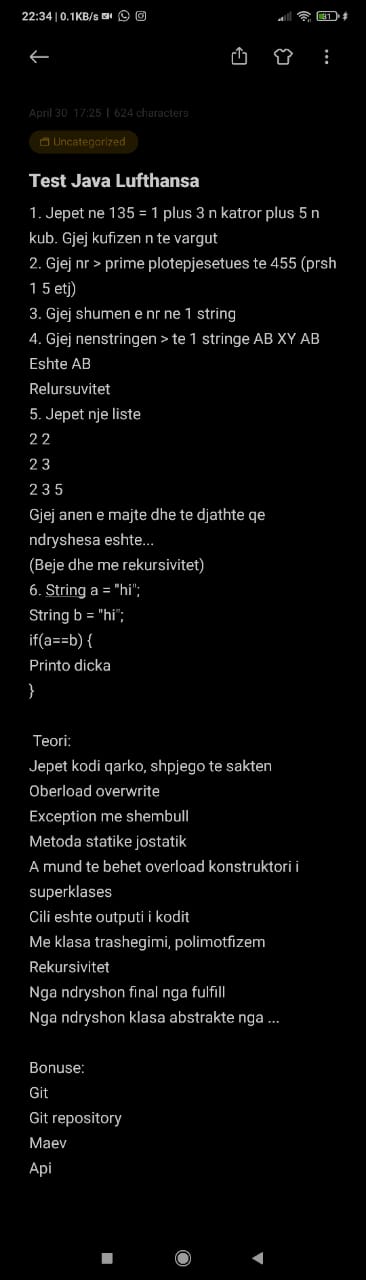 22:34 | 0.1KB/s
81
April 30 17:25 | 624 characters
Uncategorized
Test Java Lufthansa
1. Jepet ne 135 = 1 plus 3 n katror plus 5 n
kub. Gjej kufizen n te vargut
2. Gjej nr > prime plotepjesetues te 455 (prsh
1 5 etj)
3. Gjej shumen e nr ne 1 string
4. Gjej nenstringen > te 1 stringe AB XY AB
Eshte AB
Relursuvitet
5. Jepet nje liste
2 2
2 3
2 3 5
Gjej anen e majte dhe te djathte qe
ndryshesa eshte...
(Beje dhe me rekursivitet)
6. String a = "hi";
String b = "hi";
if(a==b) {
Printo dicka
}
Teori:
Jepet kodi qarko, shpjego te sakten
Oberload overwrite
Exception me shembull
Metoda statike jostatik
A mund te behet overload konstruktori i
superklases
Cili eshte outputi i kodit
Me klasa trashegimi, polimotfizem
Rekursivitet
Nga ndryshon final nga fulfill
Nga ndryshon klasa abstrakte nga ...
Bonuse:
Git
Git repository
Maev
Api